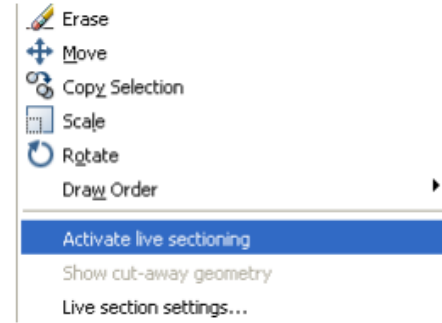 Erase
Move
Copy Selection
Scale
Rotate
Draw Order
Activate live sectioning
Show cut-away geometry
Live section settings...